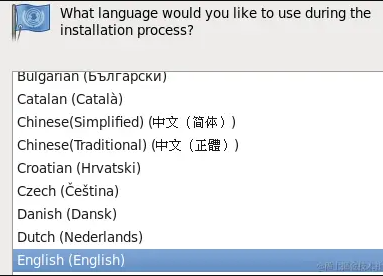 What language would you like to use during the
installation process?
Bulgarian (Български)
Catalan (Català)
Chinese(Simplified) (中文（简体）)
Chinese(Traditional) (中文（正體）)
Croatian (Hrvatski)
Czech (Čeština)
Danish (Dansk)
Dutch (Nederlands)
English (English)